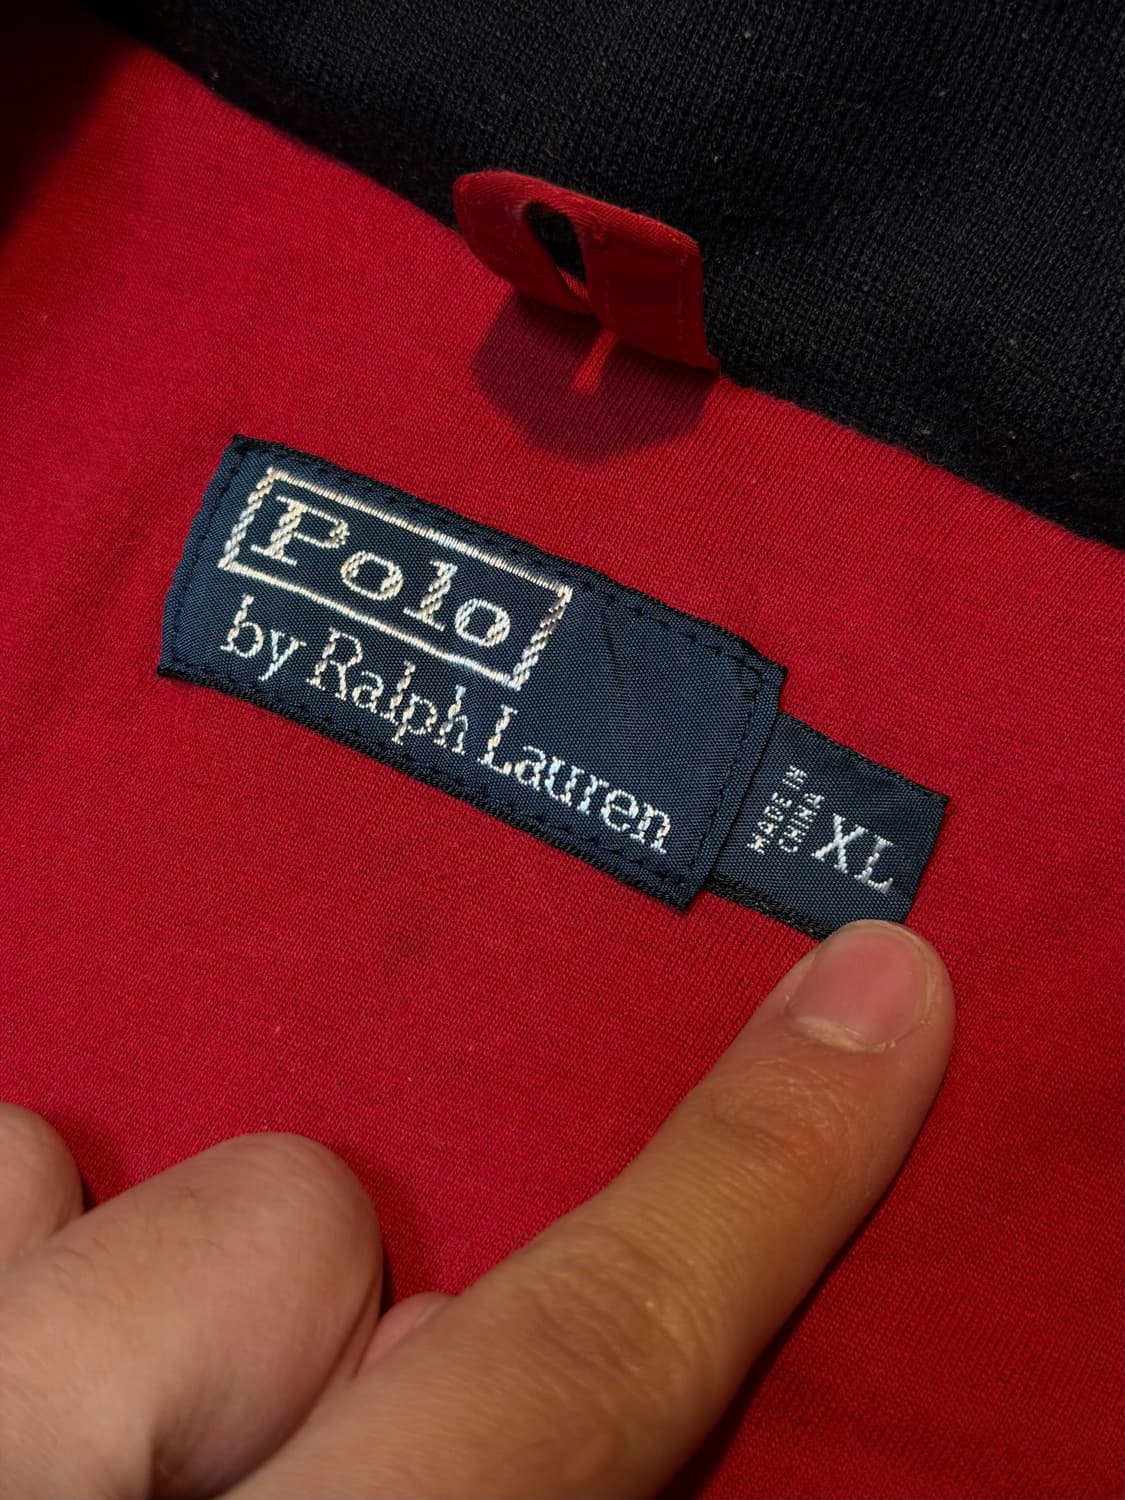 Polo
by Ralph Lauren
MADE IN
CHINA
XL